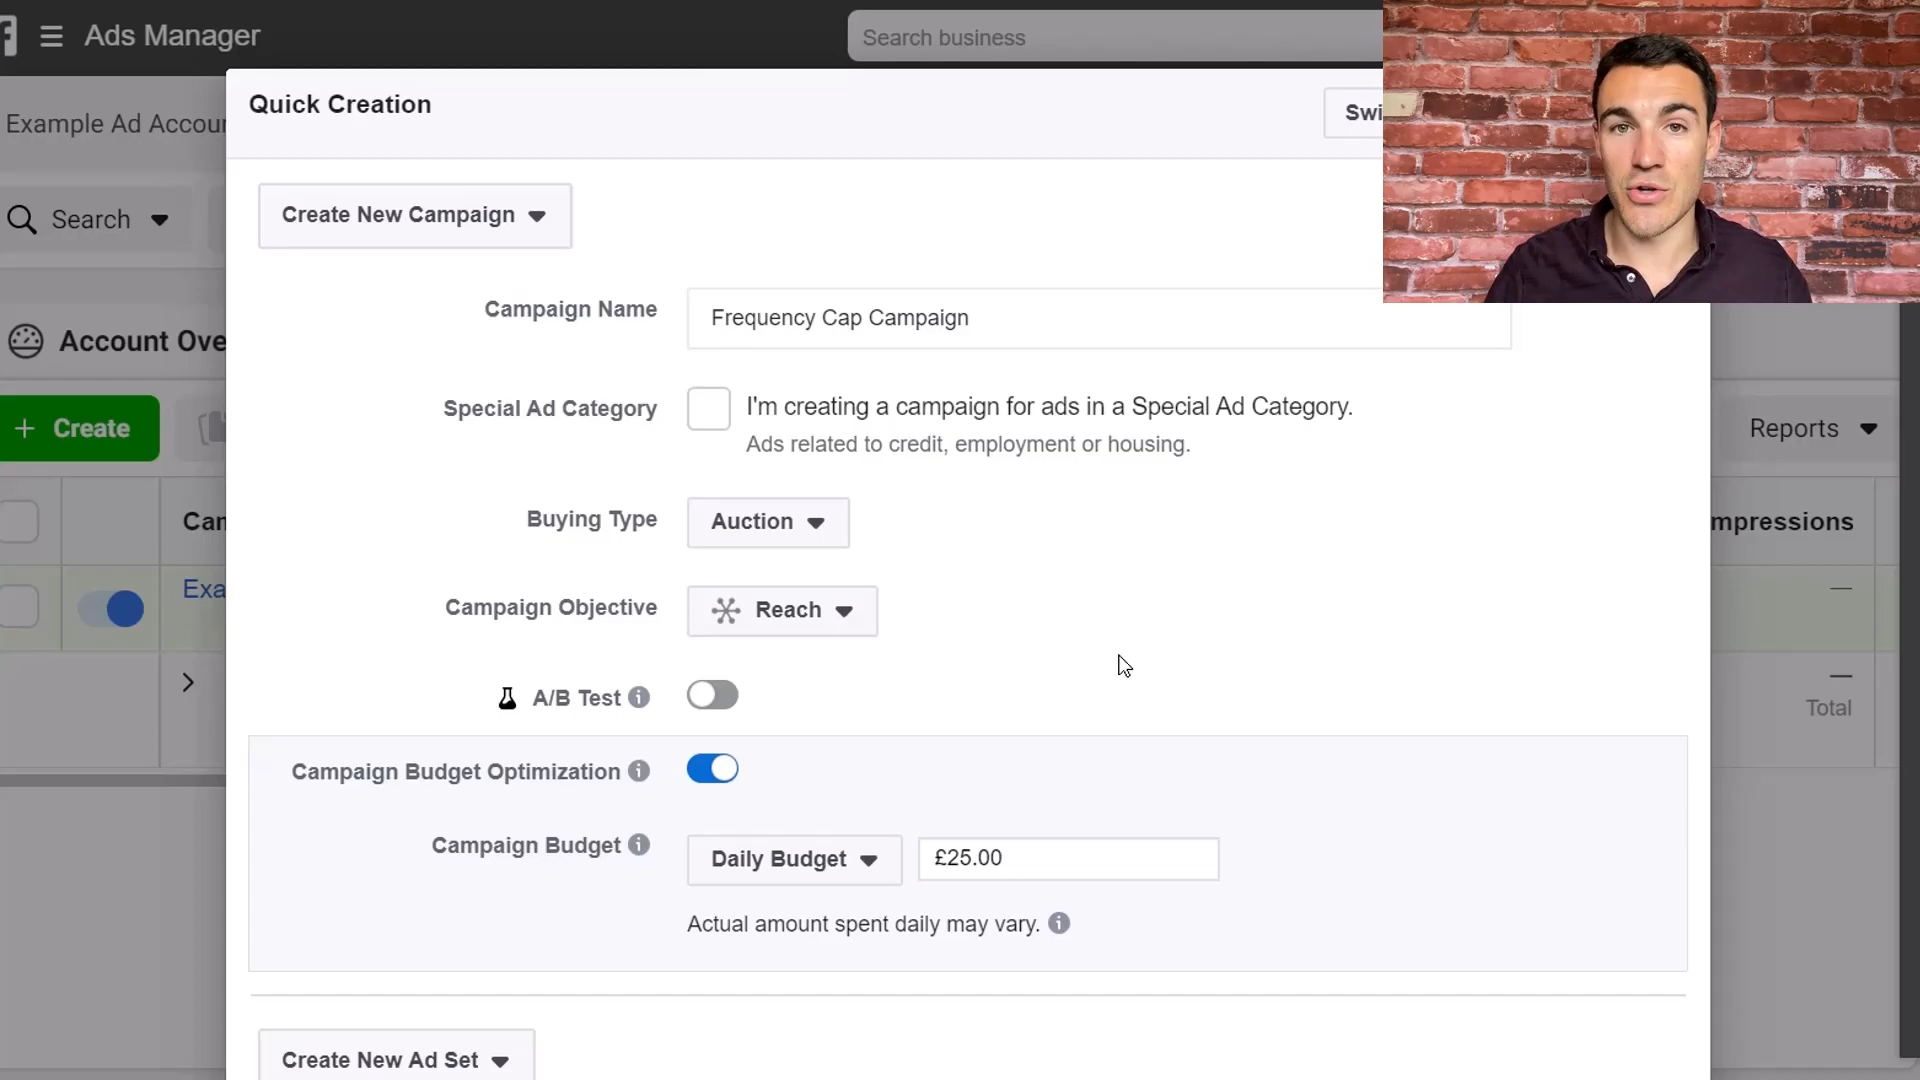 Ads Manager
Search business
Quick Creation
Swi
Example Ad Accoun
Create New Campaign
Search
Campaign Name
Frequency Cap Campaign
Account Ove
Special Ad Category
I'm creating a campaign for ads in a Special Ad Category.
Ads related to credit, employment or housing.
+ Create
Reports
Buying Type
Auction
Can
mpressions
Exa
Campaign Objective
Reach
—
A/B Test
—
Total
Campaign Budget Optimization
Campaign Budget
Daily Budget
£25.00
Actual amount spent daily may vary.
Create New Ad Set